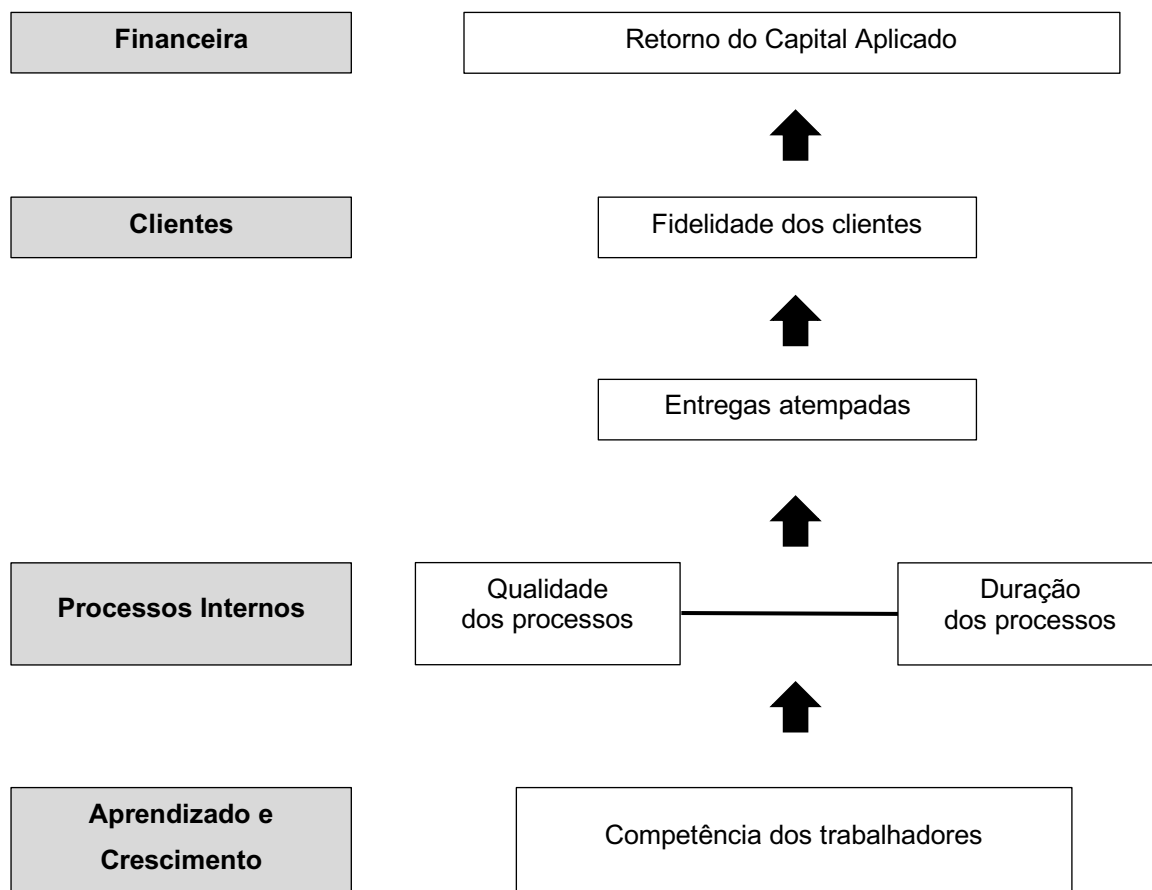 Financeira
Retorno do Capital Aplicado
Clientes
Fidelidade dos clientes
Entregas atempadas
Processos Internos
Qualidade
dos processos
Duração
dos processos
Aprendizado e
Crescimento
Competência dos trabalhadores